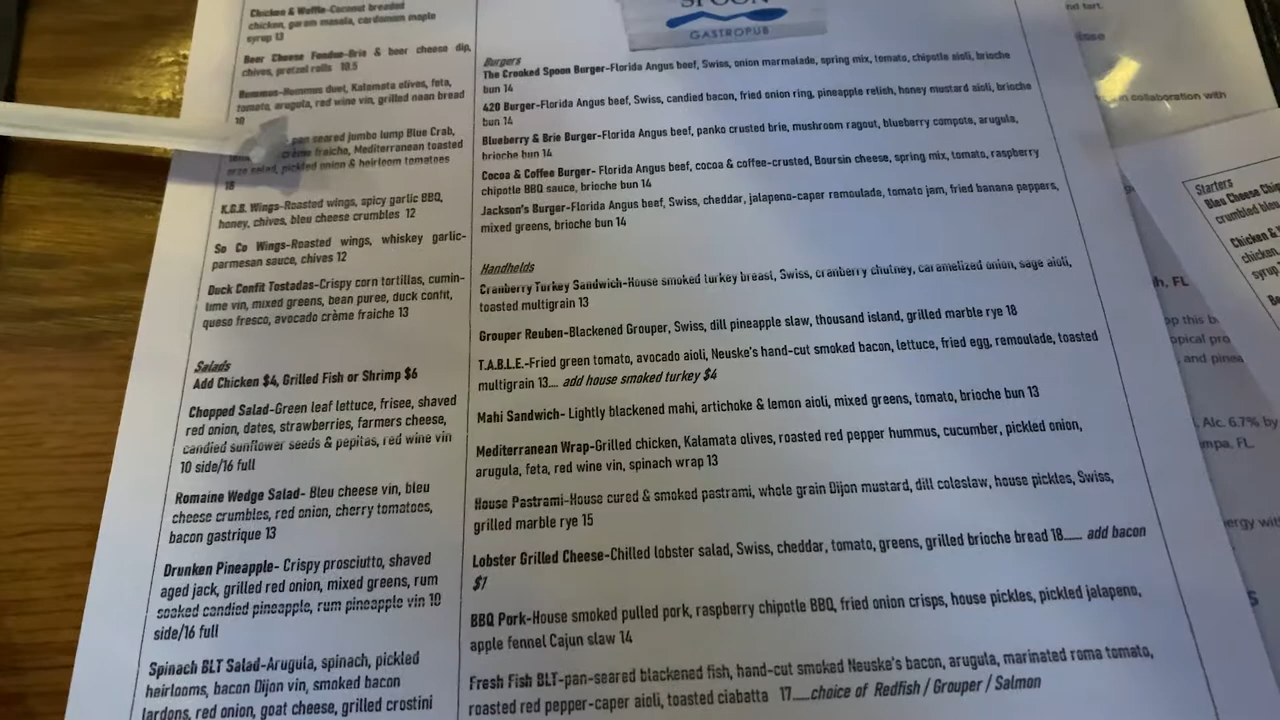 Chicken & Waffle-Coconut breaded
chicken, garam masala, cardamom maple
syrup 13
Beer Cheese Fondue-Brie & beer cheese dip,
chives, pretzel rolls 10.5
Hummus-Hummus duet, Kalamata olives, feta,
tomato, arugula, red wine vin, grilled naan bread
10
pan seared jumbo lump Blue Crab,
crème fraiche, Mediterranean toasted
orzo salad, pickled onion & heirloom tomatoes
18
K.G.B. Wings-Roasted wings, spicy garlic BBQ,
honey, chives, bleu cheese crumbles 12
So Co Wings-Roasted wings, whiskey garlic-
parmesan sauce, chives 12
Duck Confit Tostadas-Crispy corn tortillas, cumin-
lime vin, mixed greens, bean puree, duck confit,
queso fresco, avocado crème fraiche 13
Salads
Add Chicken $4, Grilled Fish or Shrimp $6
Chopped Salad-Green leaf lettuce, frisee, shaved
red onion, dates, strawberries, farmers cheese,
candied sunflower seeds & pepitas, red wine vin
10 side/16 full
Romaine Wedge Salad- Bleu cheese vin, bleu
cheese crumbles, red onion, cherry tomatoes,
bacon gastrique 13
Drunken Pineapple- Crispy prosciutto, shaved
aged jack, grilled red onion, mixed greens, rum
soaked candied pineapple, rum pineapple vin 10
side/16 full
Spinach BLT Salad-Arugula, spinach, pickled
heirlooms, bacon Dijon vin, smoked bacon
lardons, red onion, goat cheese, grilled crostini
SPOON
GASTROPUB
Burgers
The Crooked Spoon Burger-Florida Angus beef, Swiss, onion marmalade, spring mix, tomato, chipotle aioli, brioche
bun 14
420 Burger-Florida Angus beef, Swiss, candied bacon, fried onion ring, pineapple relish, honey mustard aioli, brioche
bun 14
Blueberry & Brie Burger-Florida Angus beef, panko crusted brie, mushroom ragout, blueberry compote, arugula,
brioche bun 14
Cocoa & Coffee Burger- Florida Angus beef, cocoa & coffee-crusted, Boursin cheese, spring mix, tomato, raspberry
chipotle BBQ sauce, brioche bun 14
Jackson's Burger-Florida Angus beef, Swiss, cheddar, jalapeno-caper remoulade, tomato jam, fried banana peppers,
mixed greens, brioche bun 14
Handhelds
Cranberry Turkey Sandwich-House smoked turkey breast, Swiss, cranberry chutney, caramelized onion, sage aioli,
toasted multigrain 13
Grouper Reuben-Blackened Grouper, Swiss, dill pineapple slaw, thousand island, grilled marble rye 18
T.A.B.L.E.-Fried green tomato, avocado aioli, Neuske's hand-cut smoked bacon, lettuce, fried egg, remoulade, toasted
multigrain 13.... add house smoked turkey $4
Mahi Sandwich- Lightly blackened mahi, artichoke & lemon aioli, mixed greens, tomato, brioche bun 13
Mediterranean Wrap-Grilled chicken, Kalamata olives, roasted red pepper hummus, cucumber, pickled onion,
arugula, feta, red wine vin, spinach wrap 13
House Pastrami-House cured & smoked pastrami, whole grain Dijon mustard, dill coleslaw, house pickles, Swiss,
grilled marble rye 15
Lobster Grilled Cheese-Chilled lobster salad, Swiss, cheddar, tomato, greens, grilled brioche bread 18.... add bacon
$1
BBQ Pork-House smoked pulled pork, raspberry chipotle BBQ, fried onion crisps, house pickles, pickled jalapeno,
apple fennel Cajun slaw 14
Fresh Fish BLT-pan-seared blackened fish, hand-cut smoked Neuske's bacon, arugula, marinated roma tomato,
roasted red pepper-caper aioli, toasted ciabatta 17....choice of Redfish / Grouper / Salmon
nd tart.
in collaboration with
h, FL
op this b
opical pro
, and pinea
. Alc. 6.7% by
mpa, FL.
ergy wit
Starters
Bleu Cheese Chi
crumbled bleu
Chicken &
chicken
syrup